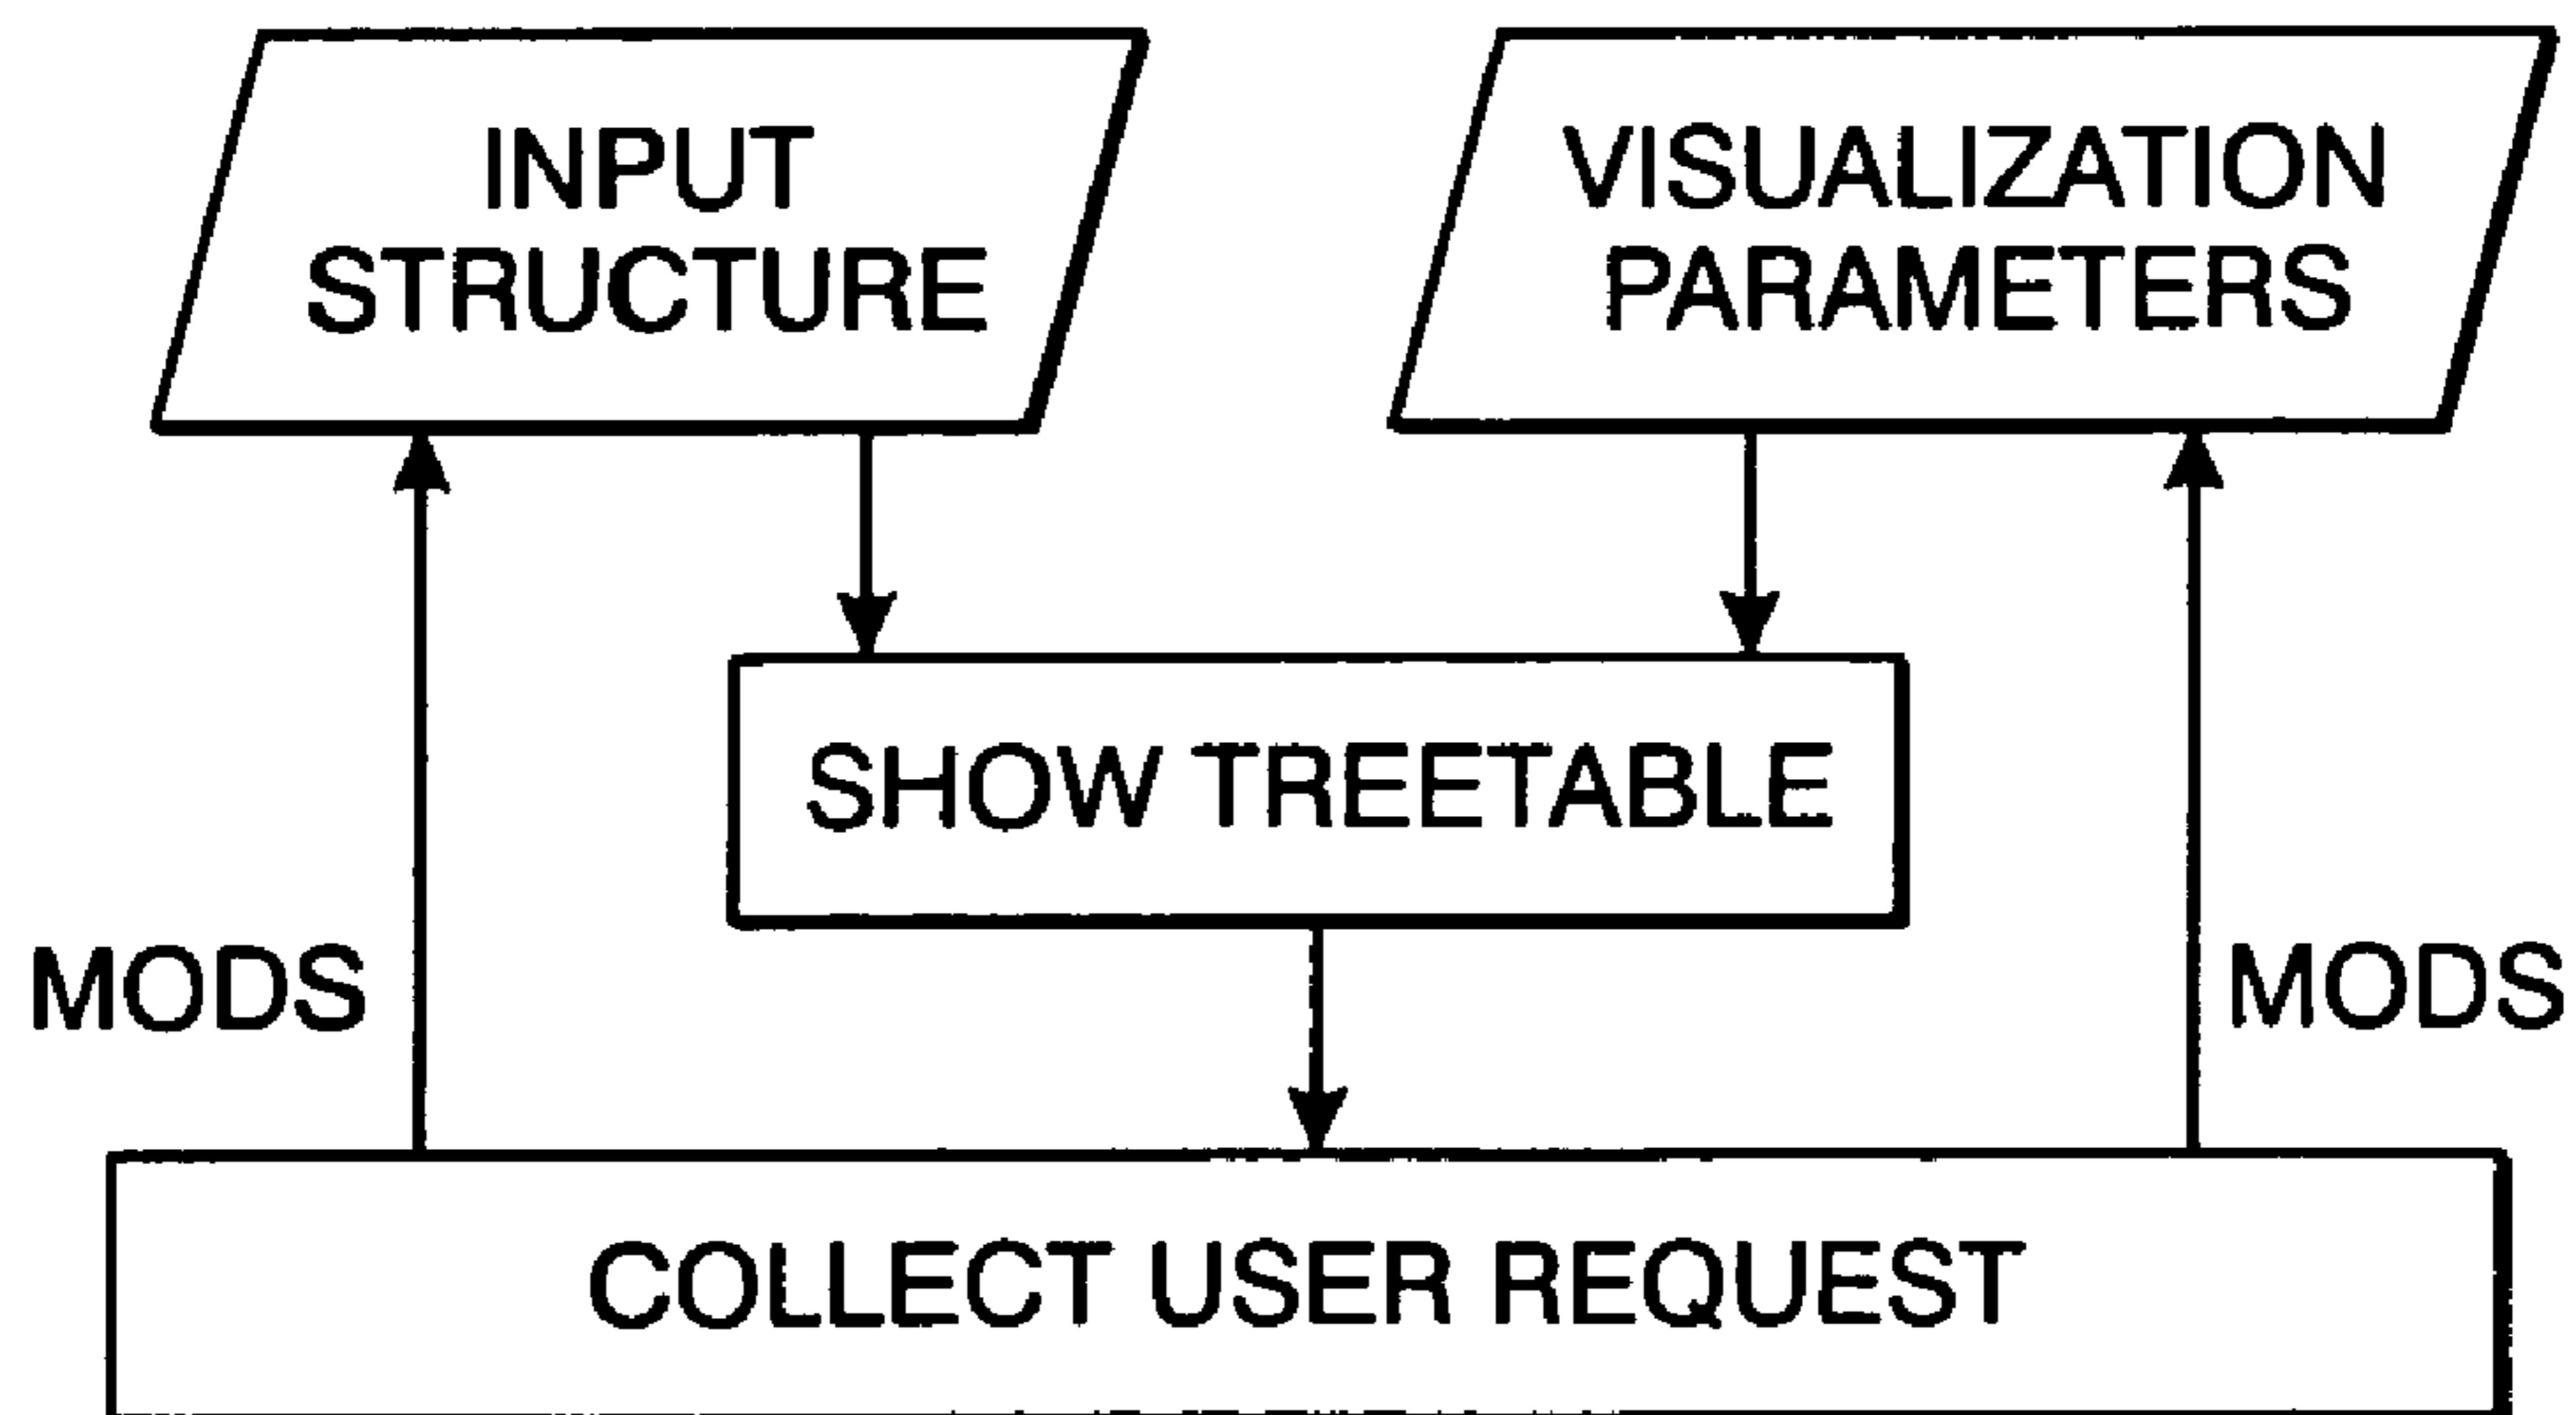 INPUT
STRUCTURE
VISUALIZATION
PARAMETERS
SHOW TREETABLE
MODS
MODS
COLLECT USER REQUEST